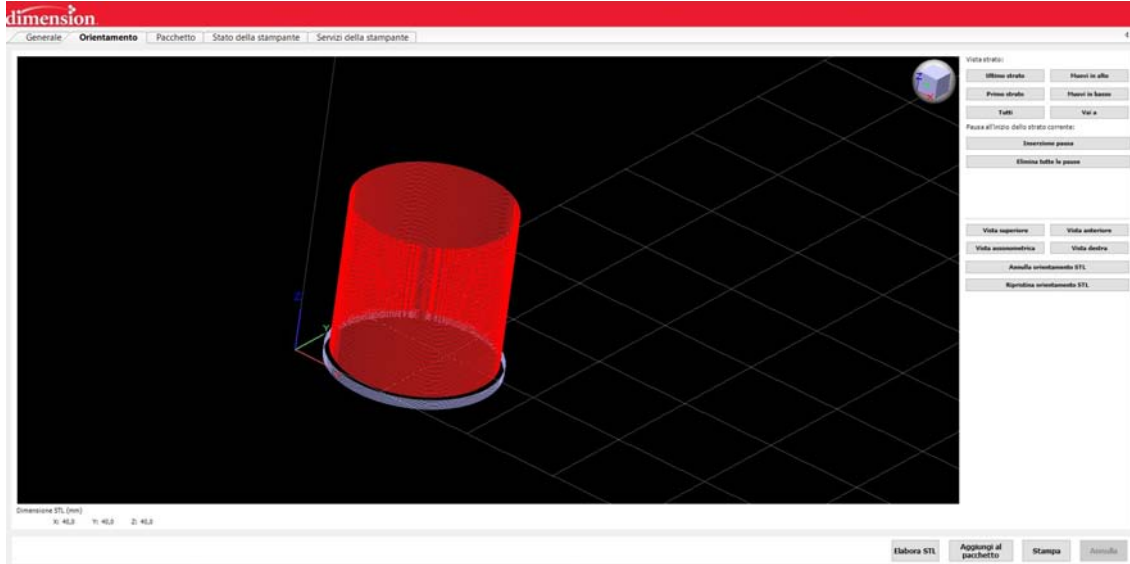 dimension
Generale Orientamento Pacchetto Stato della stampante Servizi della stampante
Vista strato:
Ultimo strato Muovi in alto
Primo strato Muovi in basso
Tutti Vai a
Pausa all'inizio dello strato corrente:
Inserzione pausa
Elimina tutte le pause
Vista superiore Vista anteriore
Vista assonometrica Vista destra
Annulla orientamento STL
Ripristina orientamento STL
Z
Z
Y
Dimensione STL (mm)
X: 40,0 Y: 40,0 Z: 40,0
Elabora STL Aggiungi al pacchetto Stampa Annulla